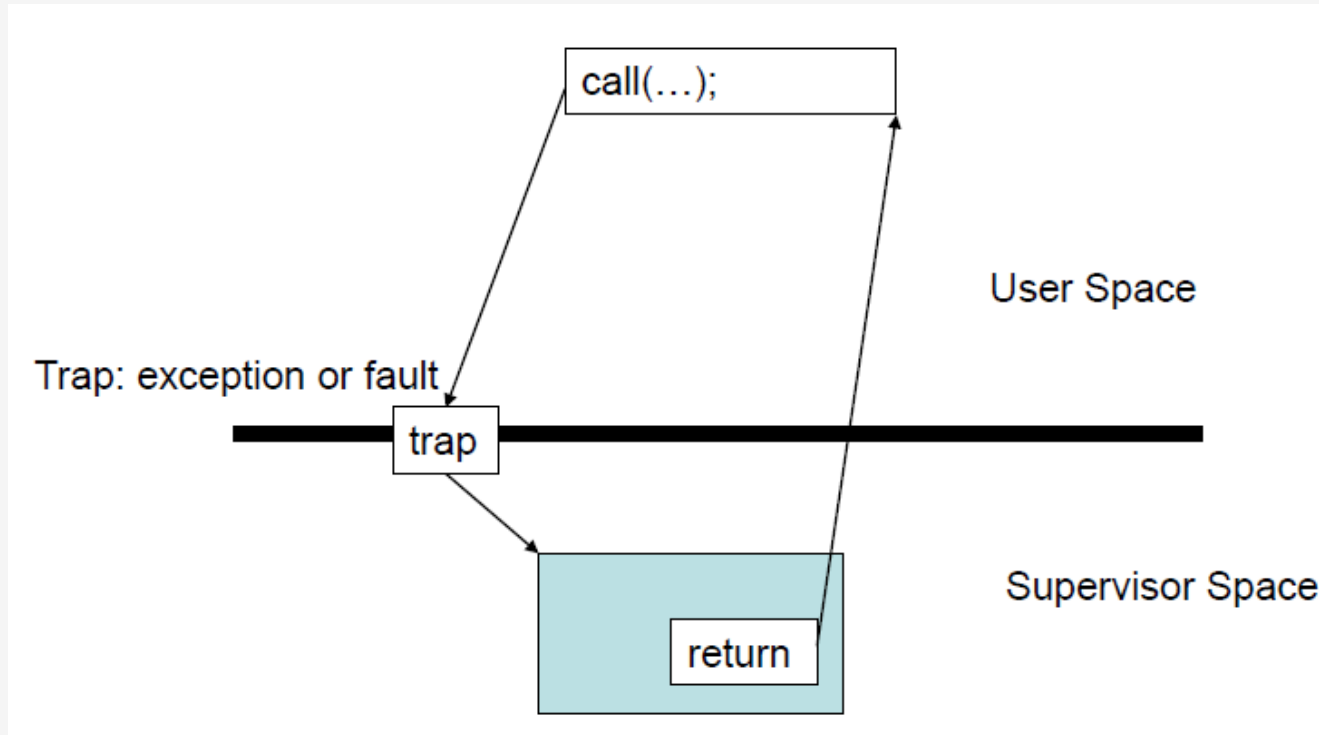 call(…);
User Space
Trap: exception or fault
trap
Supervisor Space
return